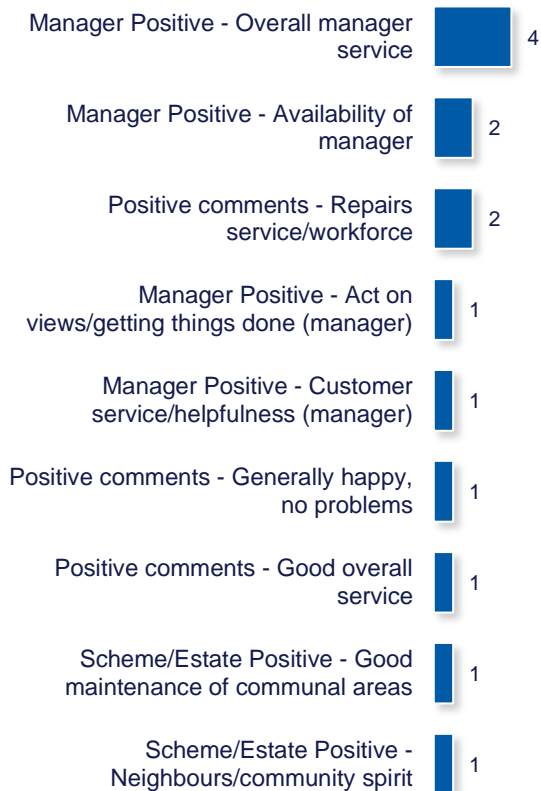 Manager Positive - Overall manager
service
4
Manager Positive - Availability of
manager
2
Positive comments - Repairs
service/workforce
2
Manager Positive - Act on
views/getting things done (manager)
1
Manager Positive - Customer
service/helpfulness (manager)
1
Positive comments - Generally happy,
no problems
1
Positive comments - Good overall
service
1
Scheme/Estate Positive - Good
maintenance of communal areas
1
Scheme/Estate Positive -
Neighbours/community spirit
1